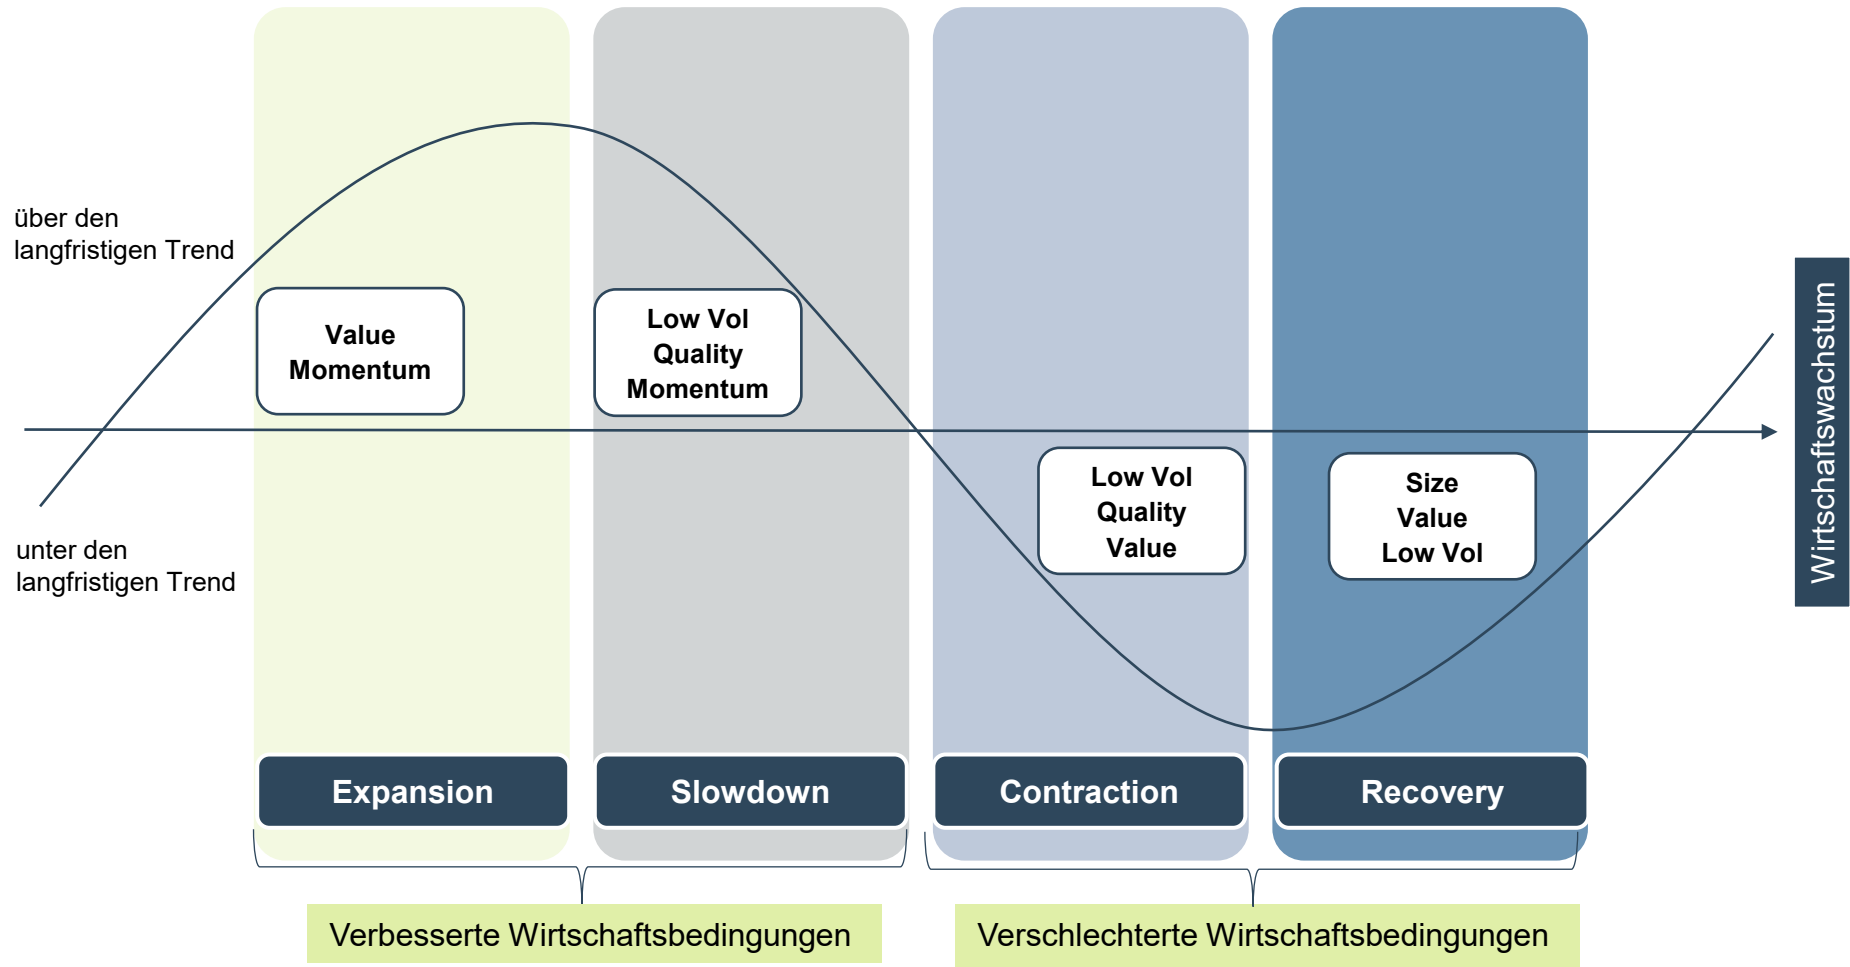 über den
langfristigen Trend
Value
Momentum
Low Vol
Quality
Momentum
Low Vol
Quality
Value
Size
Value
Low Vol
Wirtschaftswachstum
unter den
langfristigen Trend
Expansion
Slowdown
Contraction
Recovery
Verbesserte Wirtschaftsbedingungen
Verschlechterte Wirtschaftsbedingungen